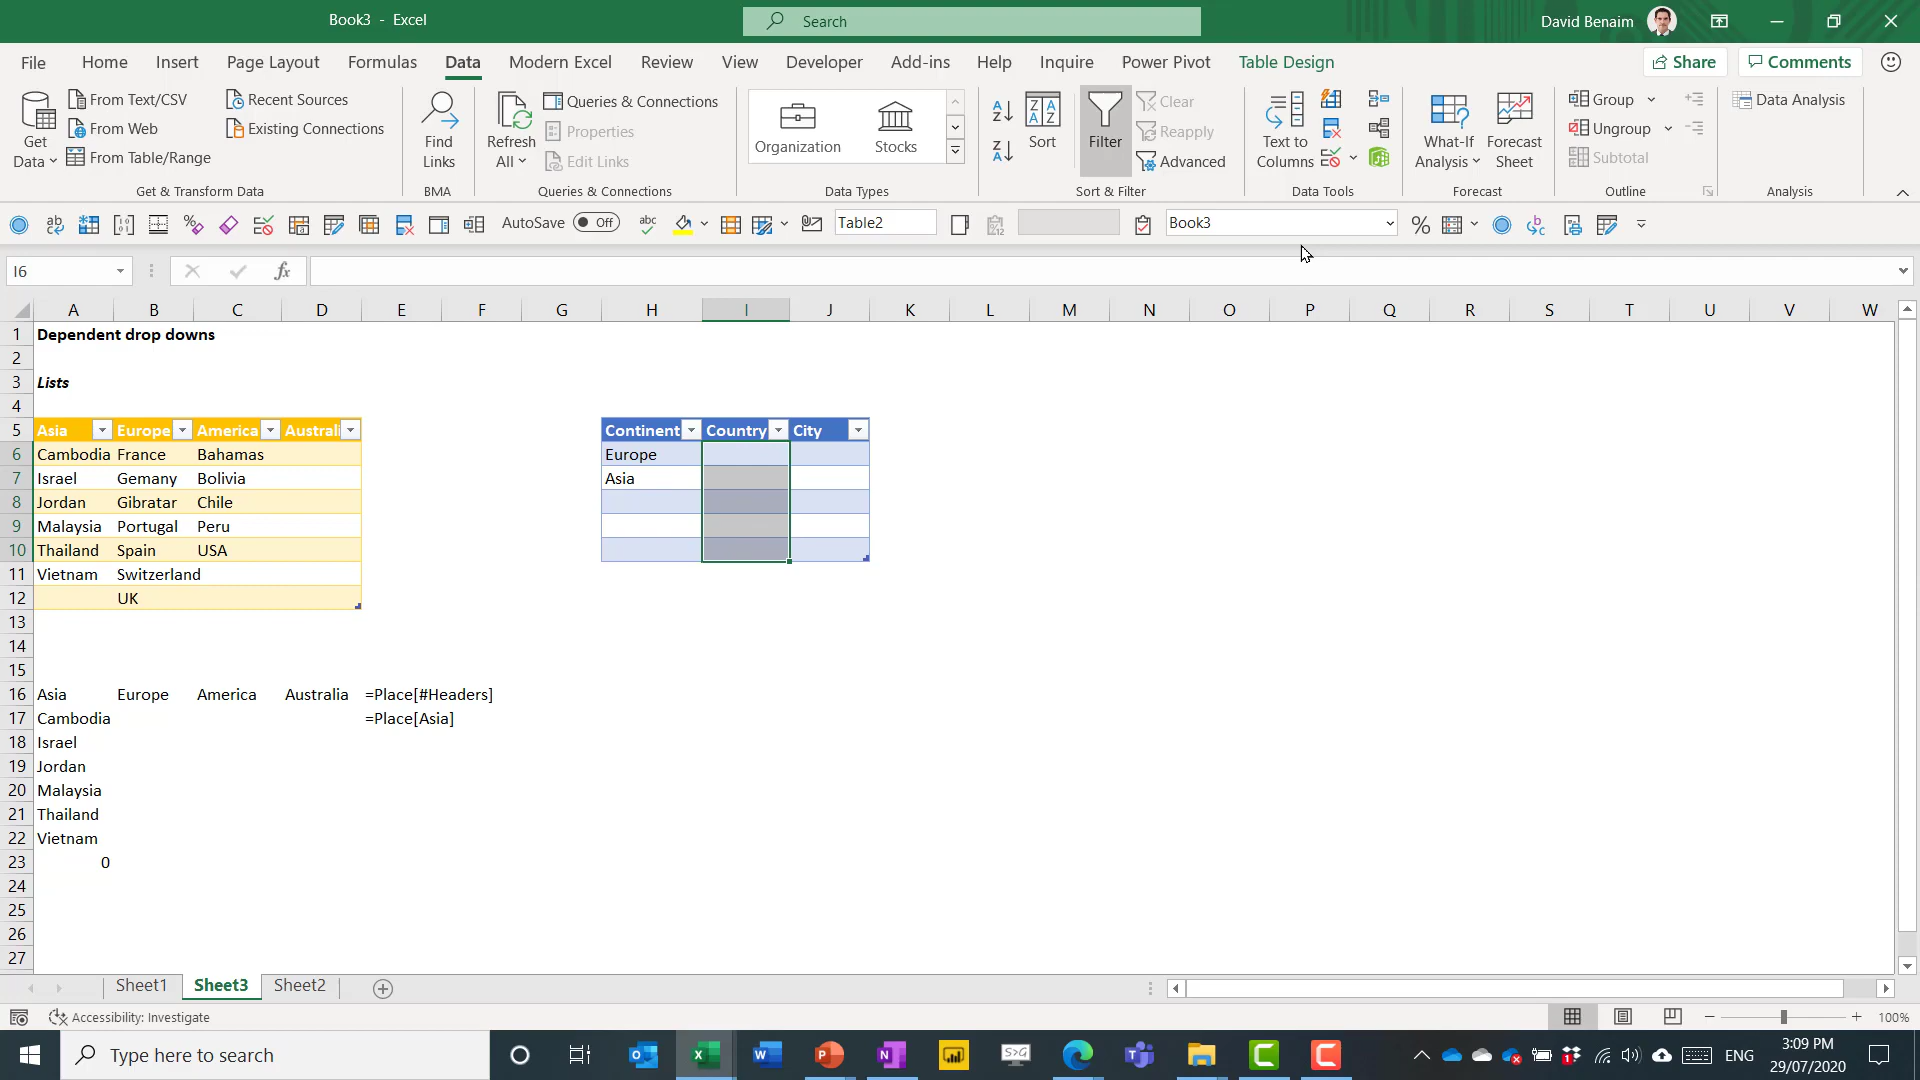 Book3 - Excel
Search
David Benaim
File Home Insert Page Layout Formulas Data Modern Excel Review View Developer Add-ins Help Inquire Power Pivot Table Design
Share Comments
Get Data
From Text/CSV
From Web
From Table/Range
Recent Sources
Existing Connections
Get & Transform Data
Find Links
BMA
Refresh All
Queries & Connections
Properties
Edit Links
Queries & Connections
Organization
Stocks
Data Types
Sort
Filter
Clear
Reapply
Advanced
Sort & Filter
Text to Columns
Data Tools
What-If Analysis
Forecast Sheet
Forecast
Group
Ungroup
Subtotal
Outline
Data Analysis
Analysis
AutoSave Off
Table2
Book3
I6
fx
A B C D E F G H I J K L M N O P Q R S T U V W
1 Dependent drop downs
2
3 Lists
4
5 Asia Europe America Australi Continent Country City
6 Cambodia France Bahamas Europe
7 Israel Gemany Bolivia Asia
8 Jordan Gibratar Chile
9 Malaysia Portugal Peru
10 Thailand Spain USA
11 Vietnam Switzerland
12 UK
13
14
15
16 Asia Europe America Australia =Place[#Headers]
17 Cambodia =Place[Asia]
18 Israel
19 Jordan
20 Malaysia
21 Thailand
22 Vietnam
23 0
24
25
26
27
Sheet1 Sheet3 Sheet2
Accessibility: Investigate
100%
Type here to search
ENG
3:09 PM
29/07/2020